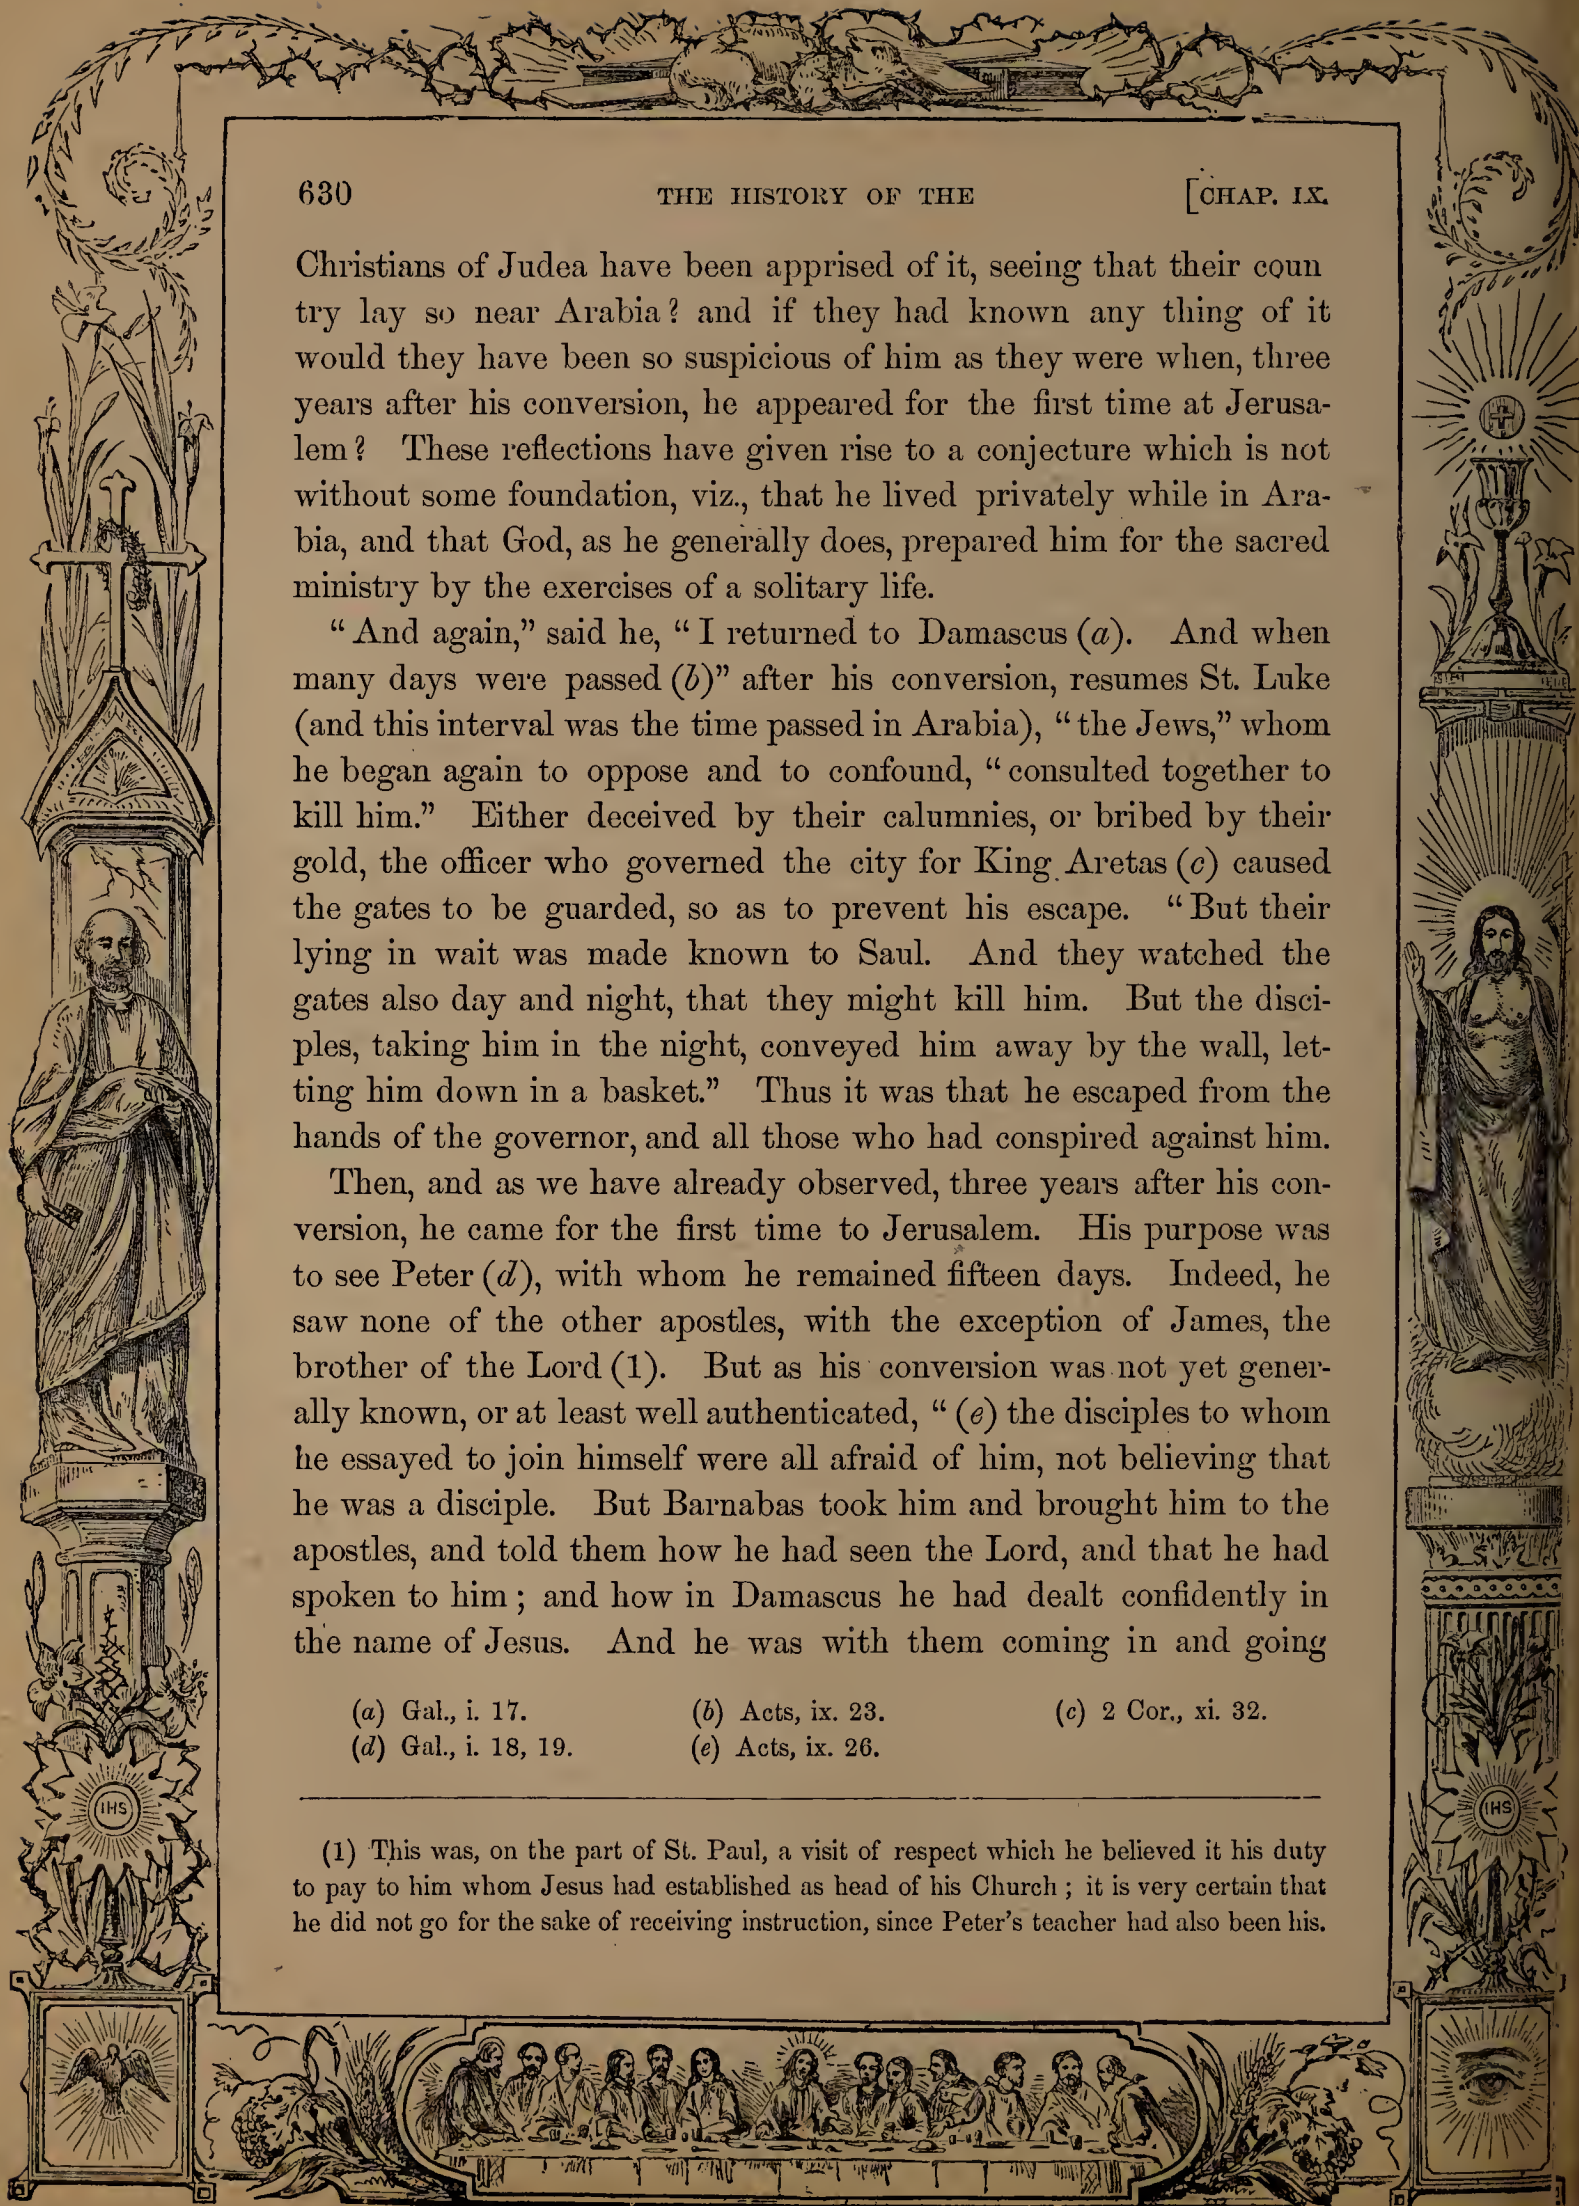 630 THE HISTORY OF THE [CHAP. IX.
Christians of Judea have been apprised of it, seeing that their coun
try lay so near Arabia? and if they had known any thing of it
would they have been so suspicious of him as they were when, three
years after his conversion, he appeared for the first time at Jerusa-
lem? These reflections have given rise to a conjecture which is not
without some foundation, viz., that he lived privately while in Ara-
bia, and that God, as he generally does, prepared him for the sacred
ministry by the exercises of a solitary life.
“And again,” said he, “I returned to Damascus (a). And when
many days were passed (b)” after his conversion, resumes St. Luke
(and this interval was the time passed in Arabia), “the Jews,” whom
he began again to oppose and to confound, “consulted together to
kill him.” Either deceived by their calumnies, or bribed by their
gold, the officer who governed the city for King Aretas (c) caused
the gates to be guarded, so as to prevent his escape. “But their
lying in wait was made known to Saul. And they watched the
gates also day and night, that they might kill him. But the disci-
ples, taking him in the night, conveyed him away by the wall, let-
ting him down in a basket.” Thus it was that he escaped from the
hands of the governor, and all those who had conspired against him.
Then, and as we have already observed, three years after his con-
version, he came for the first time to Jerusalem. His purpose was
to see Peter (d), with whom he remained fifteen days. Indeed, he
saw none of the other apostles, with the exception of James, the
brother of the Lord (1). But as his conversion was not yet gener-
ally known, or at least well authenticated, “(e) the disciples to whom
he essayed to join himself were all afraid of him, not believing that
he was a disciple. But Barnabas took him and brought him to the
apostles, and told them how he had seen the Lord, and that he had
spoken to him; and how in Damascus he had dealt confidently in
the name of Jesus. And he was with them coming in and going
(a) Gal., i. 17. (b) Acts, ix. 23. (c) 2 Cor., xi. 32.
(d) Gal., i. 18, 19. (e) Acts, ix. 26.
(1) This was, on the part of St. Paul, a visit of respect which he believed it his duty
to pay to him whom Jesus had established as head of his Church; it is very certain that
he did not go for the sake of receiving instruction, since Peter’s teacher had also been his.
IHS
IHS